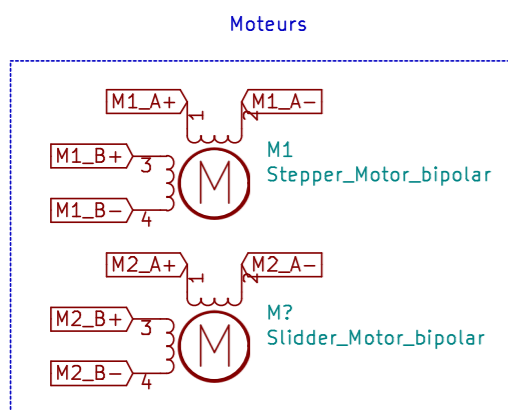 Moteurs
M1_A+ M1_A-
1 2
M1_B+ 3
M1_B- 4
M
M1
Stepper_Motor_bipolar
M2_A+ M2_A-
1 2
M2_B+ 3
M2_B- 4
M
M?
Slidder_Motor_bipolar